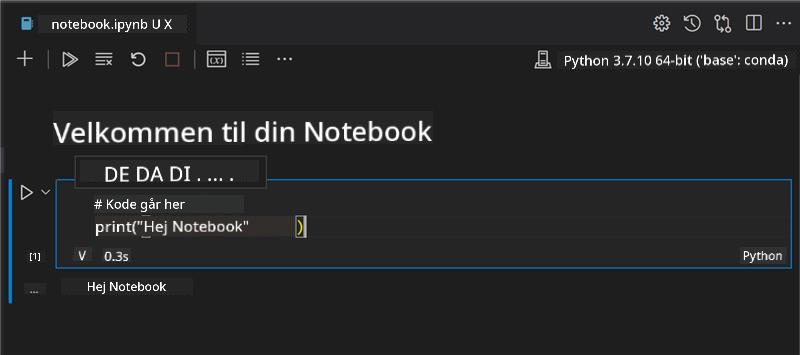 notebook.ipynb U X
Python 3.7.10 64-bit ('base': conda)
Velkommen til din Notebook
DE DA DI . ... .
# Kode går her
print("Hej Notebook" )
[1] V 0.3s Python
... Hej Notebook